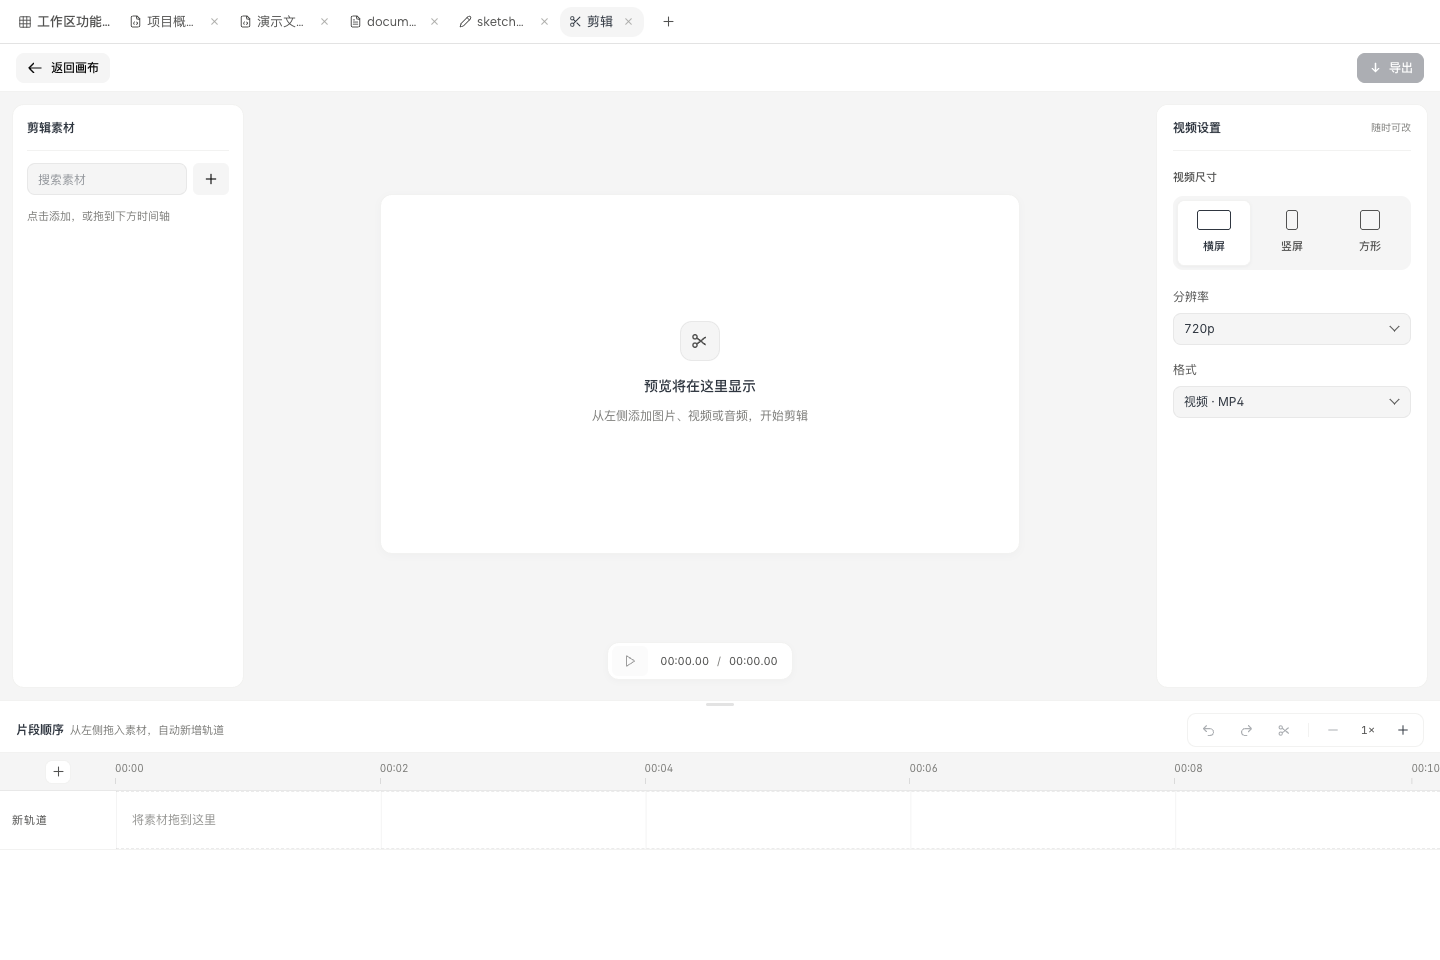 工作区功能...
项目概...
演示文...
docum...
sketch...
剪辑
返回画布
导出
剪辑素材
搜索素材
点击添加，或拖到下方时间轴
预览将在这里显示
从左侧添加图片、视频或音频，开始剪辑
00:00.00 / 00:00.00
视频设置
随时可改
视频尺寸
横屏
竖屏
方形
分辨率
720p
格式
视频 · MP4
片段顺序 从左侧拖入素材，自动新增轨道
1×
00:00
00:02
00:04
00:06
00:08
00:10
新轨道
将素材拖到这里